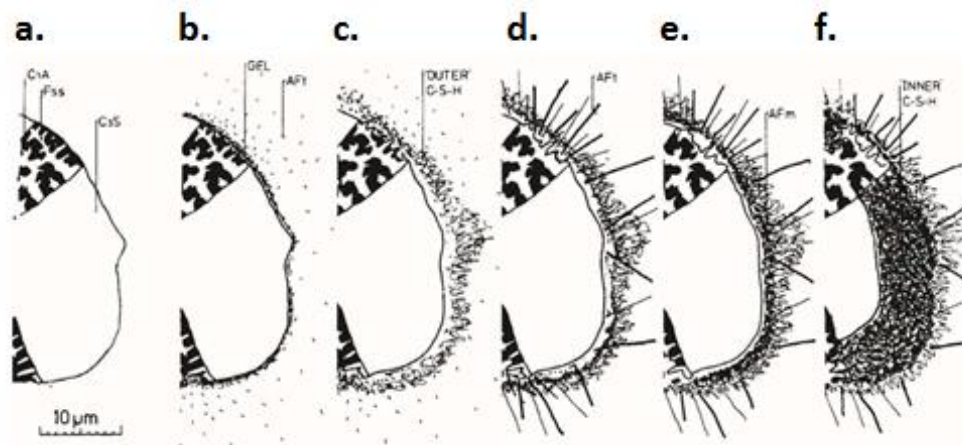 a.
b.
c.
d.
e.
f.
C3A
Fss
C3S
GEL
AFt
'OUTER'
C-S-H
AFt
AFm
INNER
C-S-H
10 µm